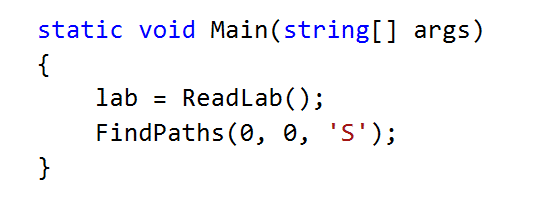 static void Main(string[] args)
{
    lab = ReadLab();
    FindPaths(0, 0, 'S');
}